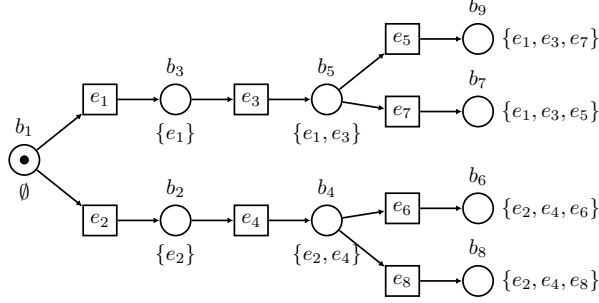 b₉
e₅ {e₁, e₃, e₇}
b₃ b₅ b₇
e₁ e₃ e₇ {e₁, e₃, e₅}
b₁ {e₁} {e₁, e₃}
∅ b₂ b₄ b₆
e₂ e₄ e₆ {e₂, e₄, e₆}
{e₂} {e₂, e₄} b₈
e₈ {e₂, e₄, e₈}